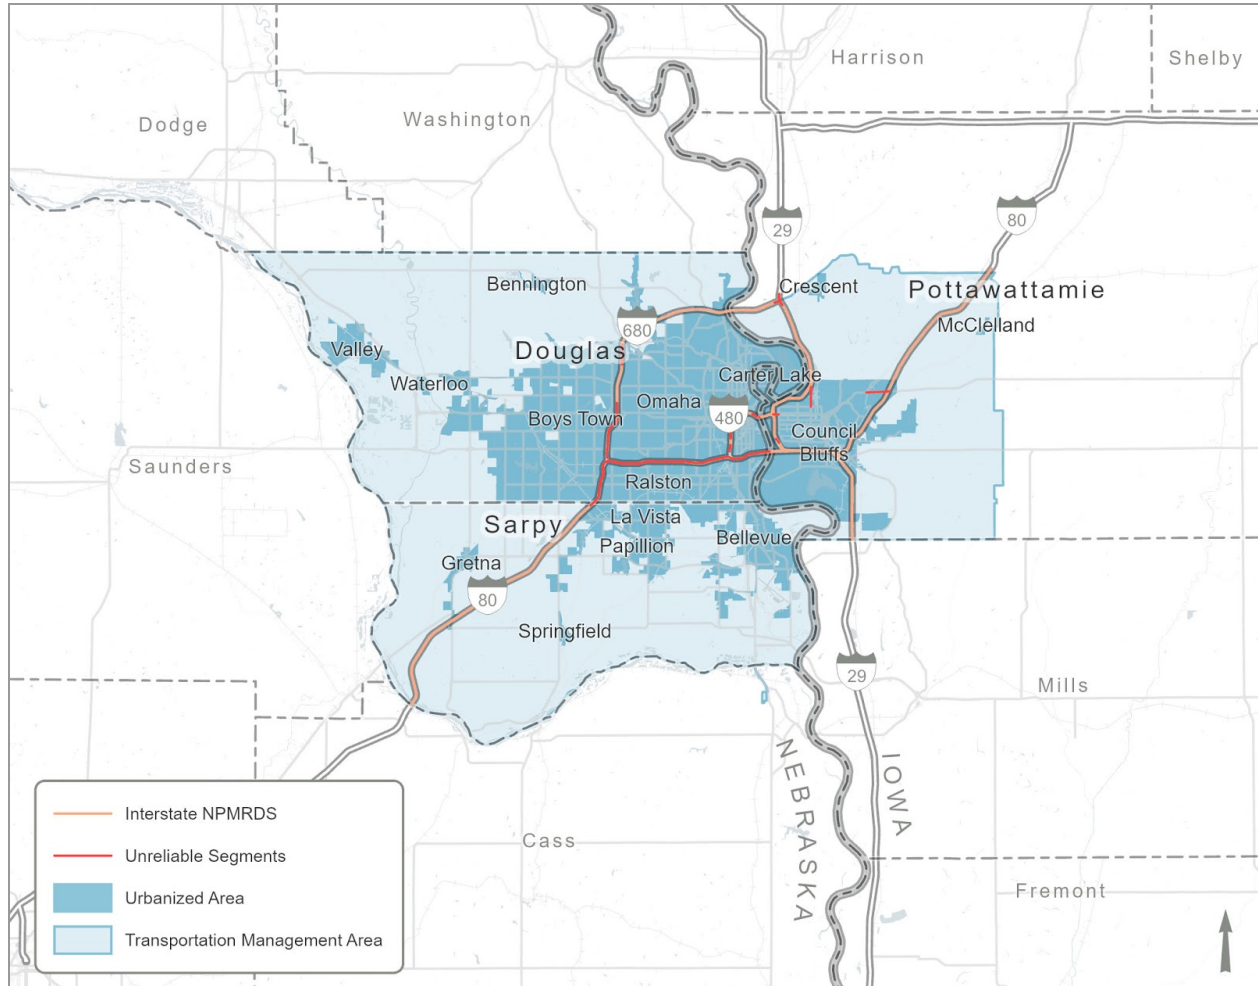 Harrison
Shelby
Dodge
Washington
80
29
Bennington
Crescent
Pottawattamie
680
McClelland
Valley
Douglas
Waterloo
Carter Lake
Omaha
480
Boys Town
Council
Bluffs
Saunders
Ralston
La Vista
Sarpy
Papillion
Bellevue
Gretna
80
Springfield
29
Mills
NEBRASKA
IOWA
Interstate NPMRDS
Unreliable Segments
Cass
Urbanized Area
Fremont
Transportation Management Area